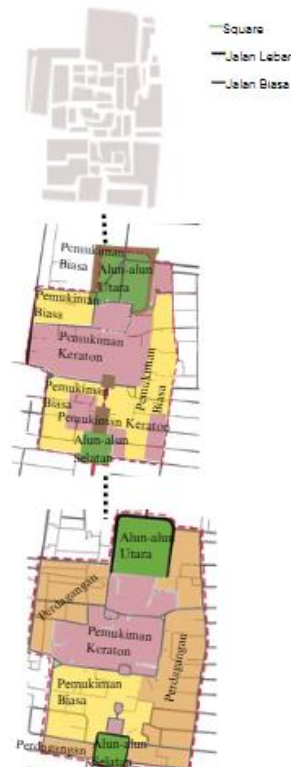 Square
Jalan Lebar
Jalan Biasa
Pemukiman
Biasa
Alun-alun
Utara
Pemukiman
Biasa
Pemukiman
Keraton
Pemukiman
Biasa
Pemukima
Biasa
Pemukiman Keraton
Alun-alun
Selatan
Alun-alun
Utara
Perdagangan
Pemukiman
Keraton
Perdagangan
Pemukiman
Biasa
Perdagangan
Alun-alun
Selatan